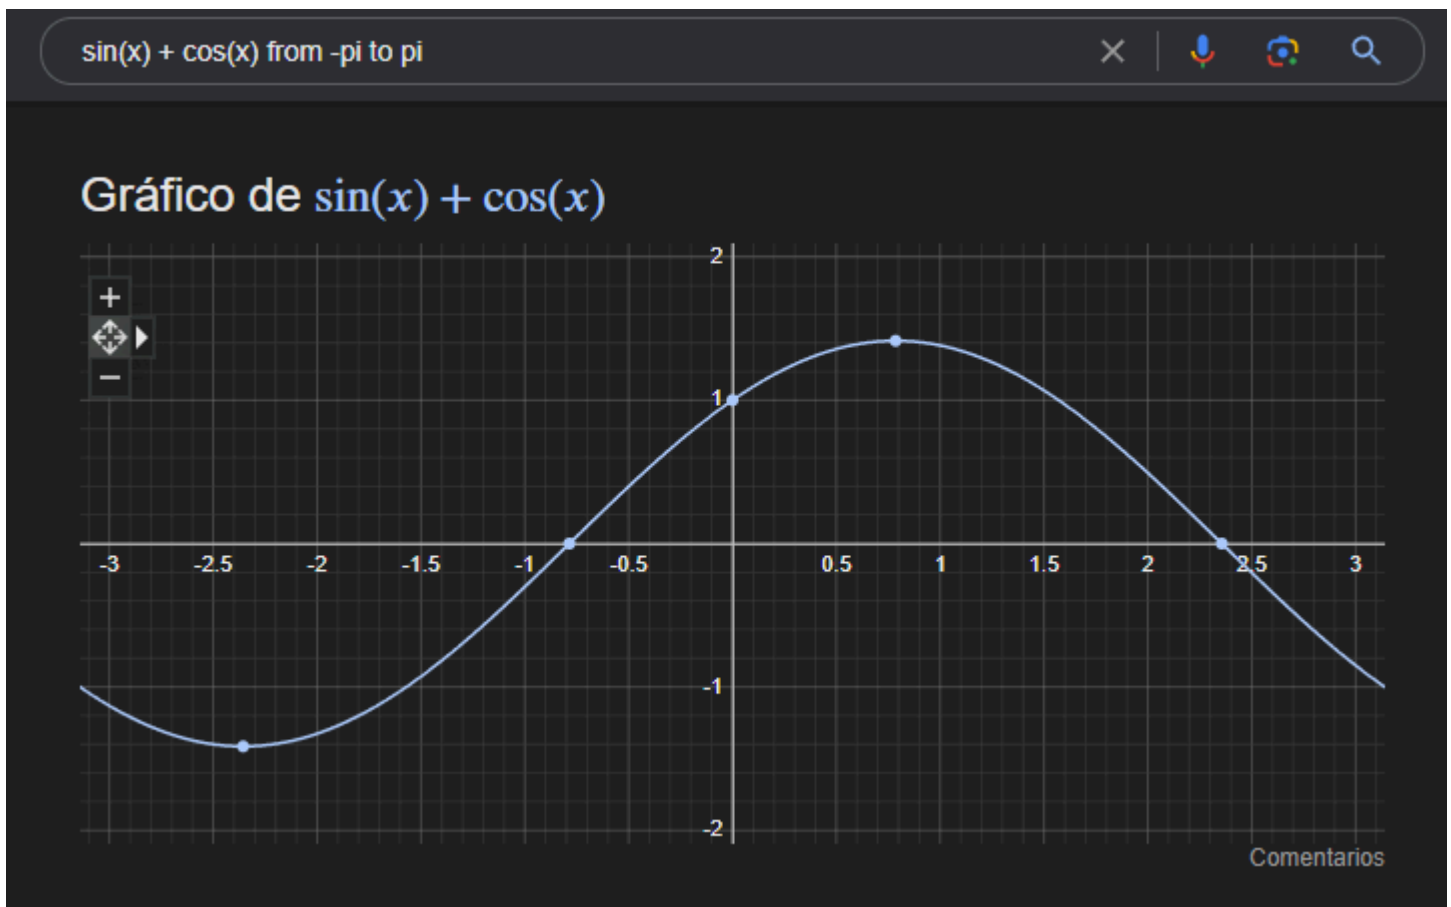 sin(x) + cos(x) from -pi to pi
Gráfico de sin(x) + cos(x)
2
1
-3 -2.5 -2 -1.5 -1 -0.5 0.5 1 1.5 2 2.5 3
-1
-2
Comentarios